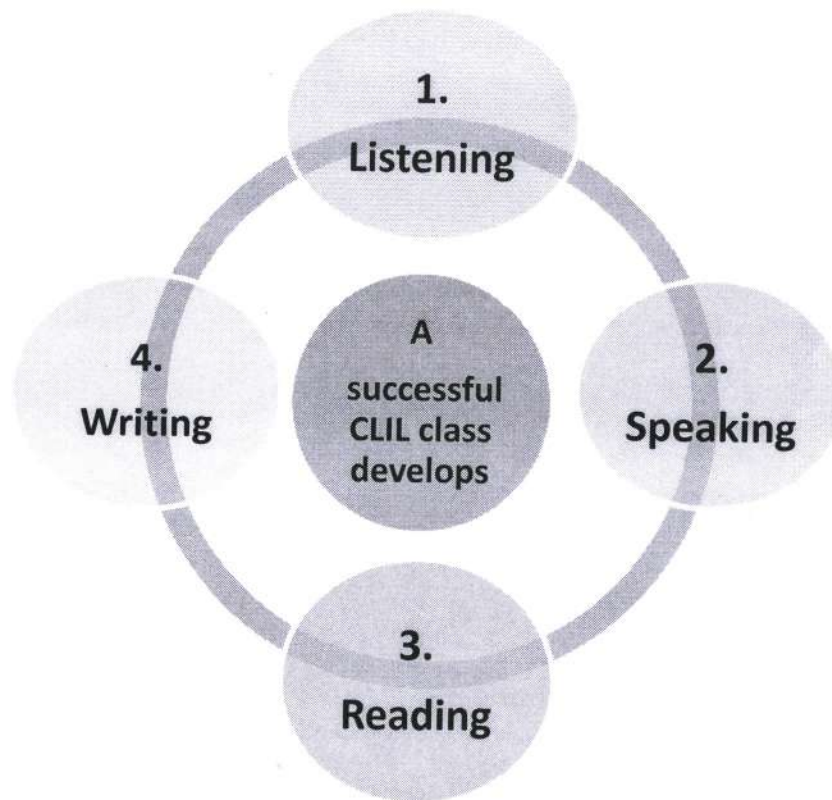 1.
Listening
2.
Speaking
3.
Reading
4.
Writing
A
successful
CLIL class
develops